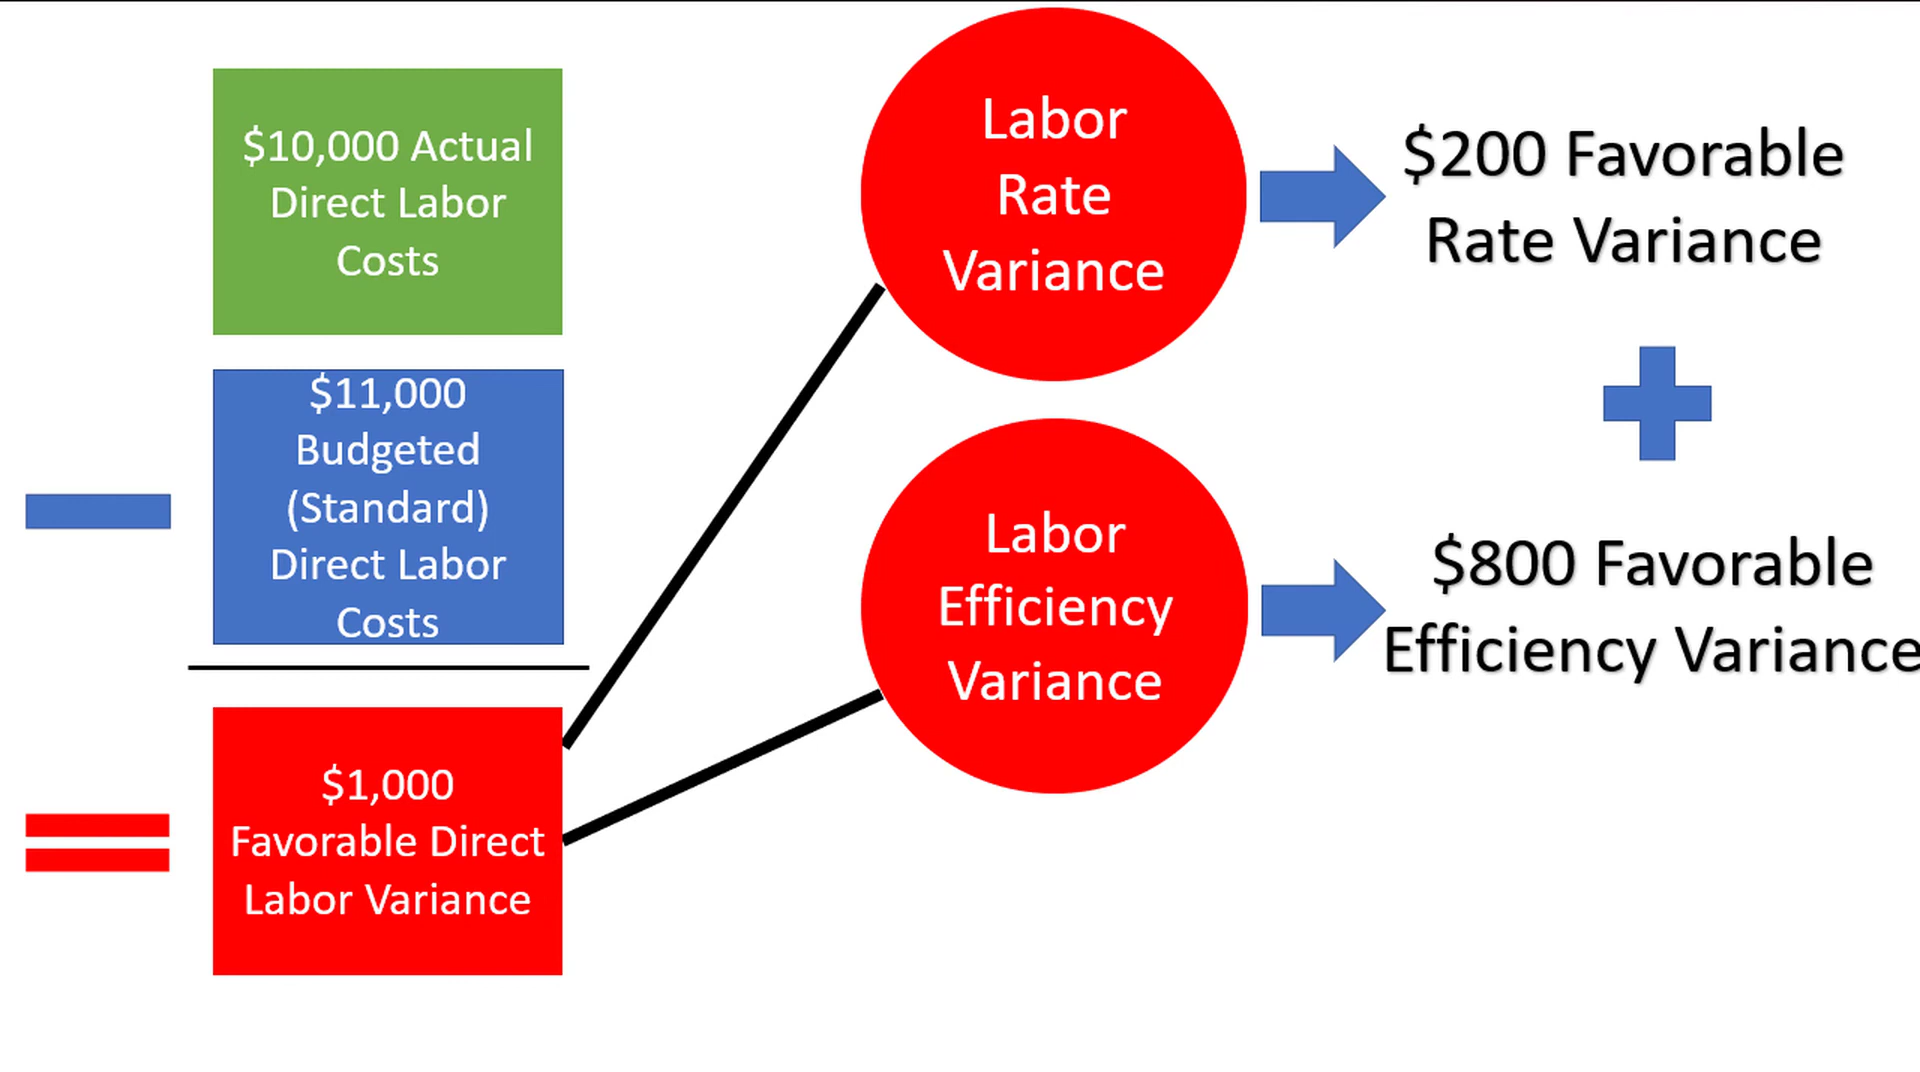 $10,000 Actual
Direct Labor
Costs
$11,000
Budgeted
(Standard)
Direct Labor
Costs
$1,000
Favorable Direct
Labor Variance
Labor
Rate
Variance
$200 Favorable
Rate Variance
Labor
Efficiency
Variance
$800 Favorable
Efficiency Variance